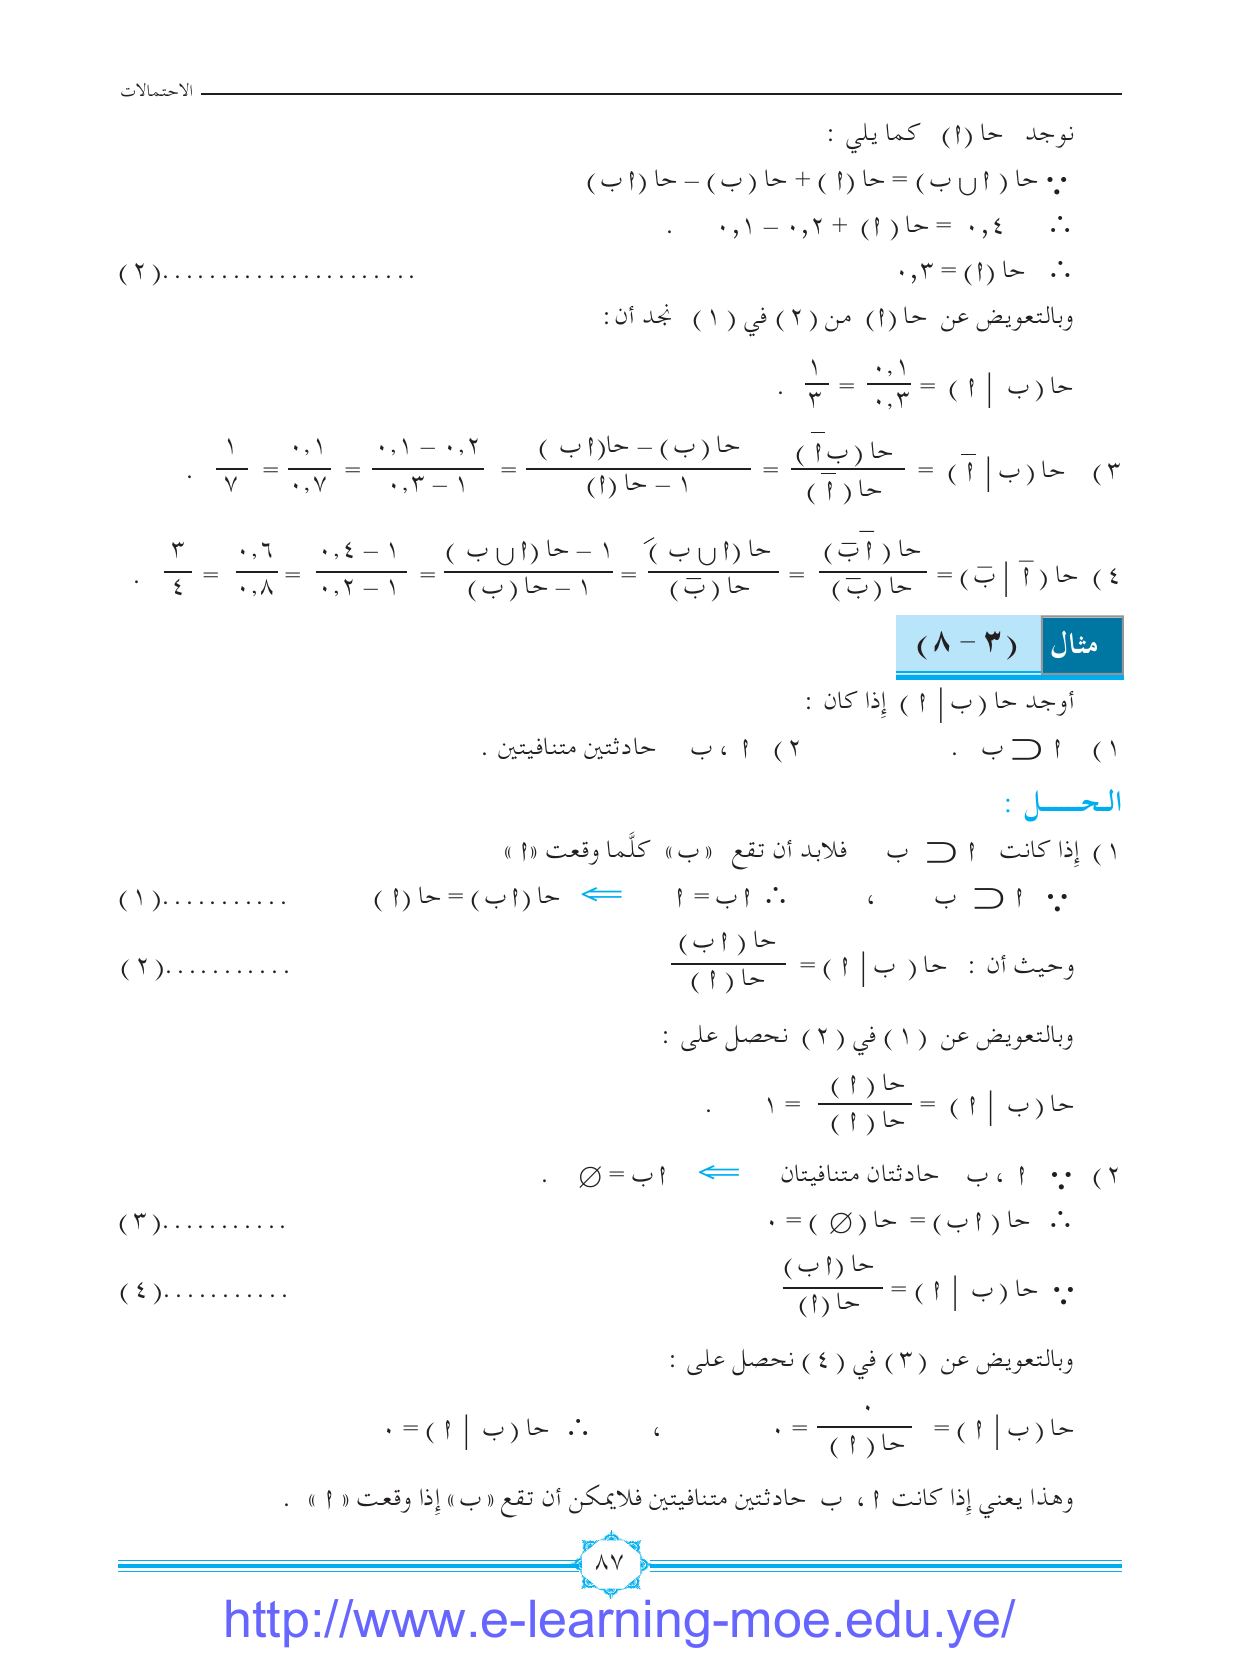 الاحتمالات
نوجد حا (ا) كما يلي :
∵ حا ( ا ∪ ب ) = حا ( ا ) + حا ( ب ) – حا ( ا ب )
∴ ٠,٤ = حا ( ا ) + ٠,٢ – ٠,١ .
∴ حا (ا) = ٠,٣ ......................( ٢ )
وبالتعويض عن حا (ا) من ( ٢ ) في ( ١ ) نجد أن:
حا ( ب | ا ) = ٠,١ / ٠,٣ = ١ / ٣ .
٣) حا ( ب | ا̅ ) = حا ( ب ا̅ ) / حا ( ا̅ ) = حا ( ب ) – حا(ا ب ) / ١ – حا (ا) = ٠,٢ – ٠,١ / ١ – ٠,٣ = ٠,١ / ٠,٧ = ١ / ٧ .
٤) حا ( ا̅ | ب̅ ) = حا ( ا̅ ب̅ ) / حا ( ب̅ ) = حا (ا ∪ ب )َ / حا ( ب̅ ) = ١ – حا (ا ∪ ب ) / ١ – حا ( ب ) = ١ – ٠,٤ / ١ – ٠,٢ = ٠,٦ / ٠,٨ = ٣ / ٤ .
مثال ( ٣ – ٨ )
أوجد حا ( ب | ا ) إذا كان :
١) ا ⊂ ب . ٢) ا ، ب حادثتين متنافيتين .
الـحـــــل :
١) إذا كانت ا ⊂ ب فلابد أن تقع «ب» كلَّما وقعت «ا»
∵ ا ⊂ ب ، ∴ ا ب = ا ⇐ حا (ا ب ) = حا ( ا ) ...........( ١ )
وحيث أن : حا ( ب | ا ) = حا ( ا ب ) / حا ( ا ) ...........( ٢ )
وبالتعويض عن ( ١ ) في ( ٢ ) نحصل على :
حا ( ب | ا ) = حا ( ا ) / حا ( ا ) = ١ .
٢) ∵ ا ، ب حادثتان متنافيتان ⇐ ا ب = ∅ .
∴ حا ( ا ب ) = حا ( ∅ ) = ٠ ...........( ٣ )
∵ حا ( ب | ا ) = حا (ا ب ) / حا (ا) ...........( ٤ )
وبالتعويض عن ( ٣ ) في ( ٤ ) نحصل على :
حا ( ب | ا ) = ٠ / حا ( ا ) = ٠ ، ∴ حا ( ب | ا ) = ٠
وهذا يعني إذا كانت ا ، ب حادثتين متنافيتين فلايمكن أن تقع «ب» إذا وقعت « ا » .
٨٧
http://www.e-learning-moe.edu.ye/